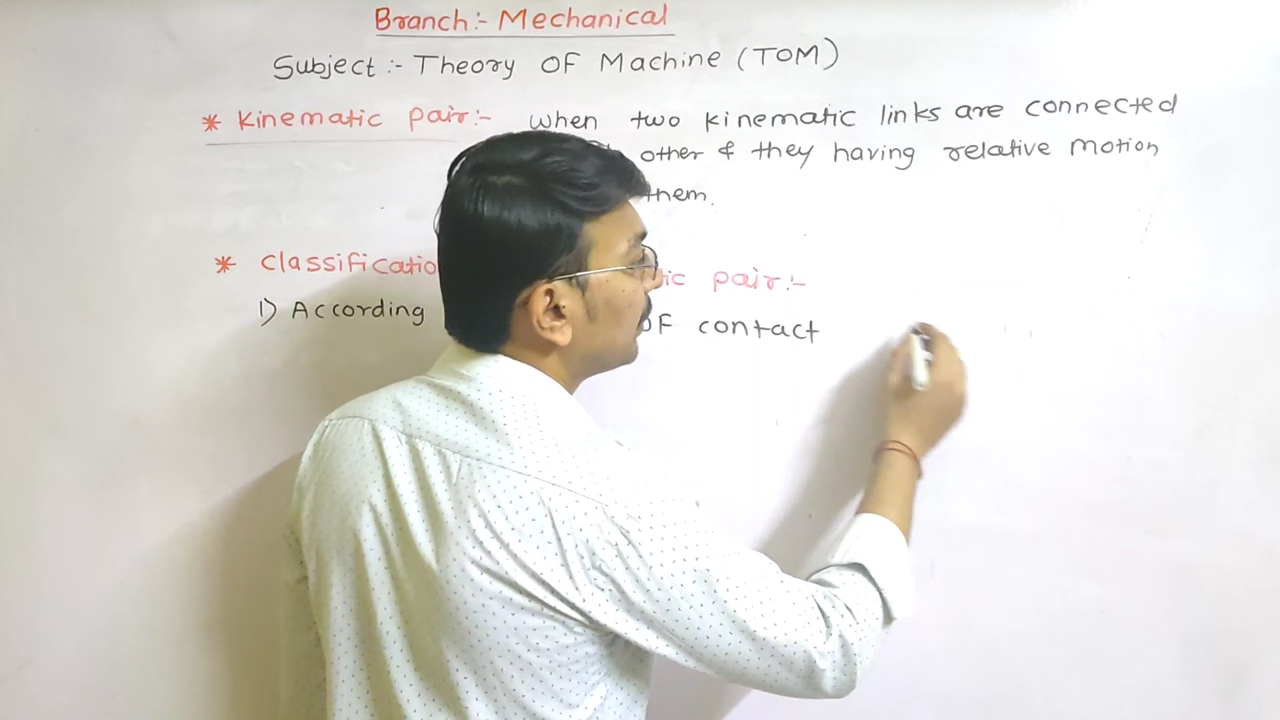 Branch:- Mechanical
Subject:- Theory OF Machine (TOM)
* Kinematic pair:- when two kinematic links are connected
other & they having relative motion
them.
* classificatio pair:-
1) According OF contact